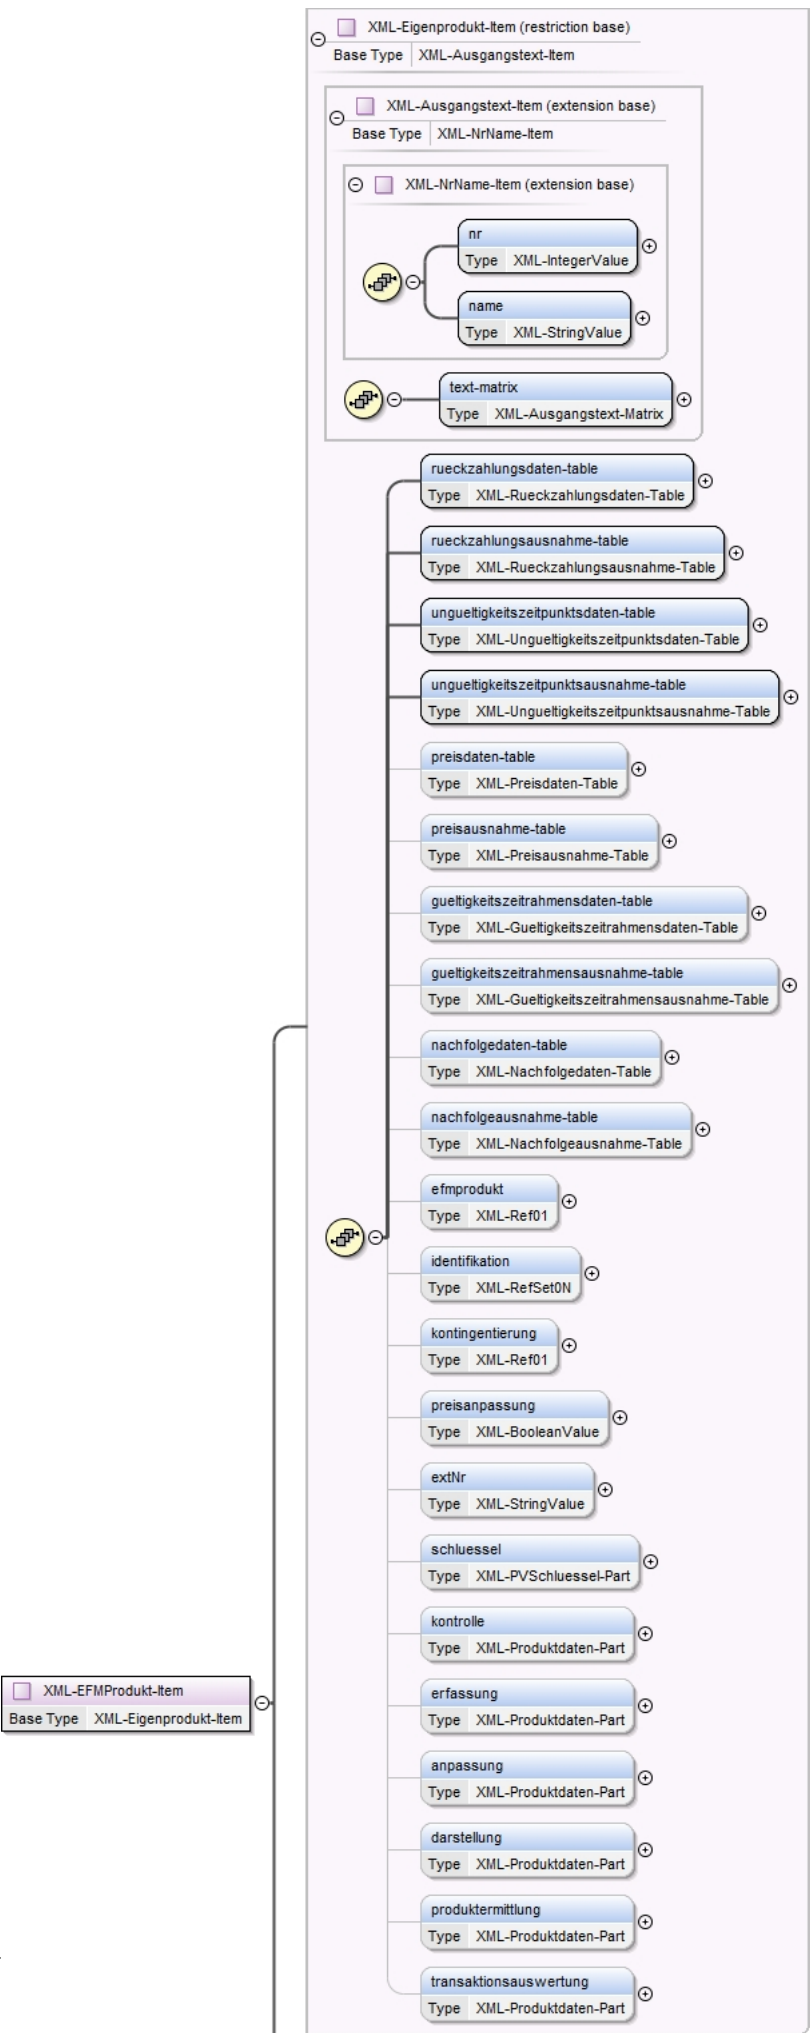 XML-Eigenprodukt-Item (restriction base)
Base Type XML-Ausgangstext-Item
XML-Ausgangstext-Item (extension base)
Base Type XML-NrName-Item
XML-NrName-Item (extension base)
nr
Type XML-IntegerValue
name
Type XML-StringValue
text-matrix
Type XML-Ausgangstext-Matrix
rueckzahlungsdaten-table
Type XML-Rueckzahlungsdaten-Table
rueckzahlungsausnahme-table
Type XML-Rueckzahlungsausnahme-Table
ungueltigkeitszeitpunktsdaten-table
Type XML-Ungueltigkeitszeitpunktsdaten-Table
ungueltigkeitszeitpunktsausnahme-table
Type XML-Ungueltigkeitszeitpunktsausnahme-Table
preisdaten-table
Type XML-Preisdaten-Table
preisausnahme-table
Type XML-Preisausnahme-Table
gueltigkeitszeitrahmensdaten-table
Type XML-Gueltigkeitszeitrahmensdaten-Table
gueltigkeitszeitrahmensausnahme-table
Type XML-Gueltigkeitszeitrahmensausnahme-Table
nachfolgedaten-table
Type XML-Nachfolgedaten-Table
nachfolgeausnahme-table
Type XML-Nachfolgeausnahme-Table
efmprodukt
Type XML-Ref01
identifikation
Type XML-RefSet0N
kontingentierung
Type XML-Ref01
preisanpassung
Type XML-BooleanValue
extNr
Type XML-StringValue
schluessel
Type XML-PVSchluessel-Part
kontrolle
Type XML-Produktdaten-Part
XML-EFMProdukt-Item
Base Type XML-Eigenprodukt-Item
erfassung
Type XML-Produktdaten-Part
anpassung
Type XML-Produktdaten-Part
darstellung
Type XML-Produktdaten-Part
produktermittlung
Type XML-Produktdaten-Part
transaktionsauswertung
Type XML-Produktdaten-Part